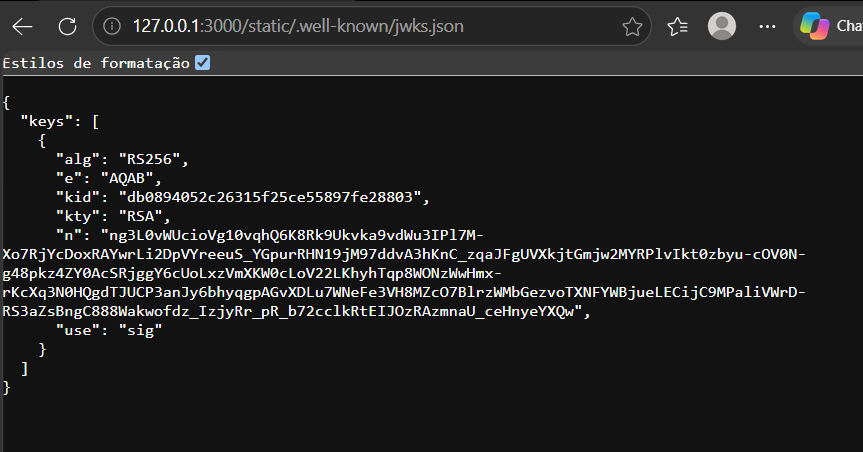 127.0.0.1:3000/static/.well-known/jwks.json
Cha
Estilos de formatação
{
"keys": [
{
"alg": "RS256",
"e": "AQAB",
"kid": "db0894052c26315f25ce55897fe28803",
"kty": "RSA",
"n": "ng3L0vWUcioVg10vqhQ6K8Rk9Ukvka9vdWu3IPl7M-
Xo7RjYcDoxRAYwrLi2DpVYreeuS_YGpurRHN19jM97ddvA3hKnC_zqaJFgUVXkjtGmjw2MYRPlvIkt0zbyu-cOV0N-
g48pkz4ZY0AcSRjggY6cUoLxzVmXKW0cLoV22LKhyhTqp8WONzWwHmx-
rKcXq3N0HQgdTJUCP3anJy6bhyqgpAGvXDLu7WNeFe3VH8MZcO7BlrzWMbGezvoTXNFYWBjueLECijC9MPaliVWrD-
RS3aZsBngC888Wakwofdz_IzjyRr_pR_b72cclkRtEIJOzRAzmnaU_ceHnyeYXQw",
"use": "sig"
}
]
}